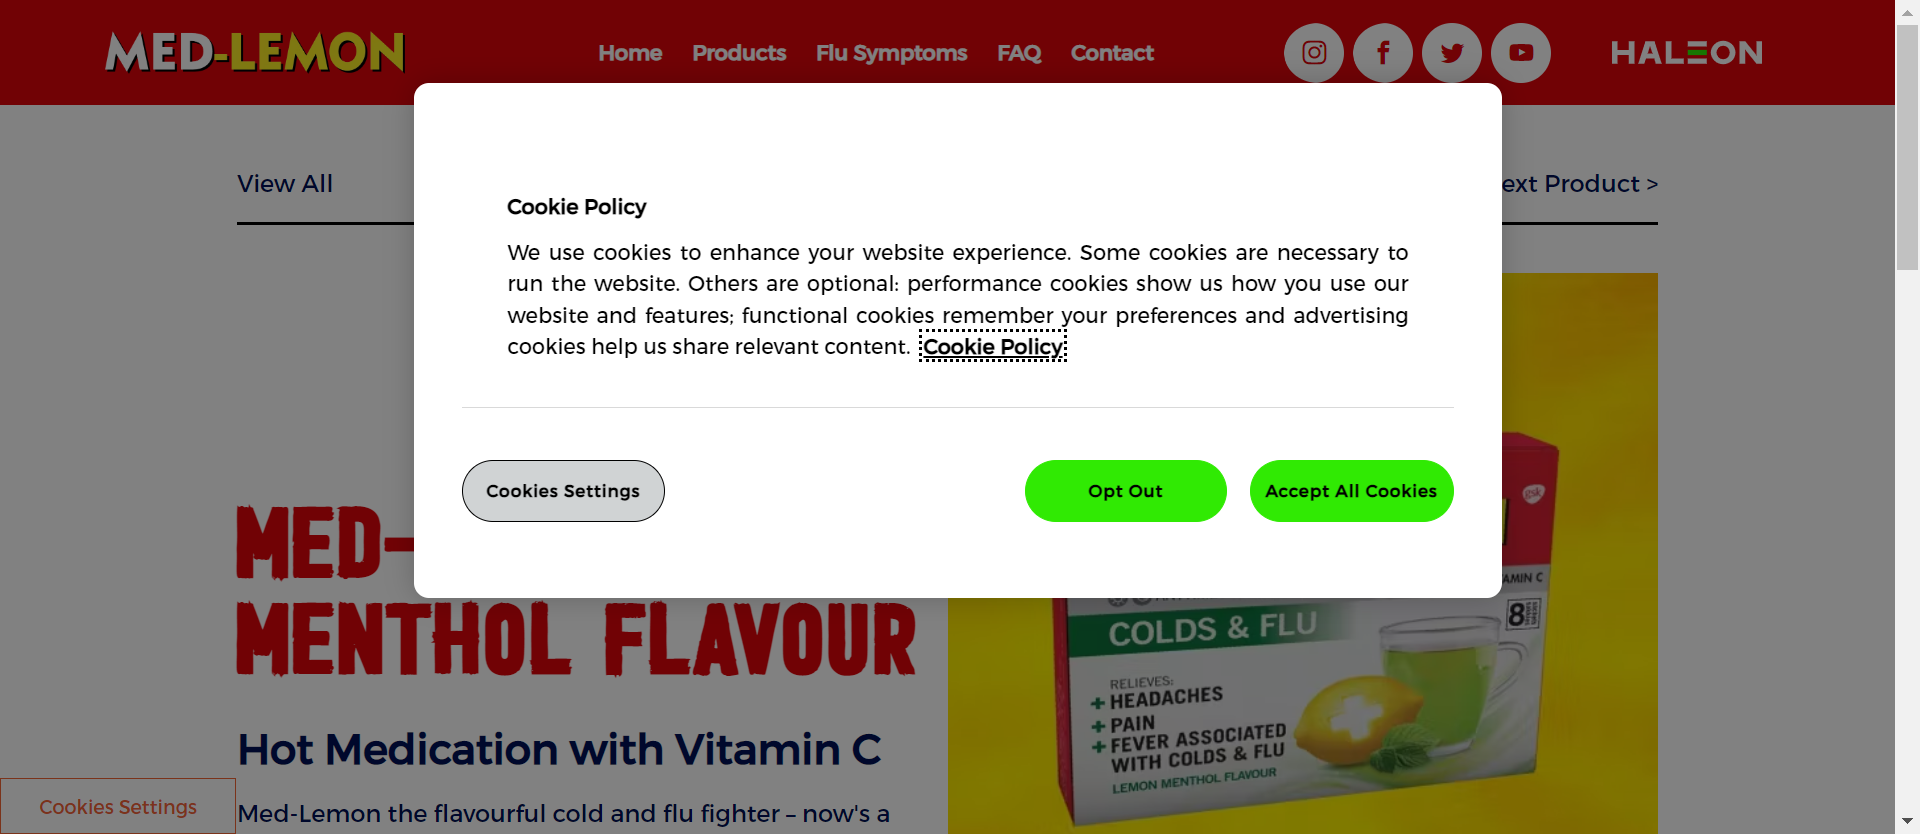 MED-LEMON
Home Products Flu Symptoms FAQ Contact
HALEON
View All
ext Product >
Cookie Policy
We use cookies to enhance your website experience. Some cookies are necessary to
run the website. Others are optional: performance cookies show us how you use our
website and features; functional cookies remember your preferences and advertising
cookies help us share relevant content. Cookie Policy
Cookies Settings
Opt Out
Accept All Cookies
MED-
MENTHOL FLAVOUR
Hot Medication with Vitamin C
Med-Lemon the flavourful cold and flu fighter – now's a
Cookies Settings
gsk
AMIN C
8
COLDS & FLU
RELIEVES:
+ HEADACHES
+ PAIN
+ FEVER ASSOCIATED
WITH COLDS & FLU
LEMON MENTHOL FLAVOUR